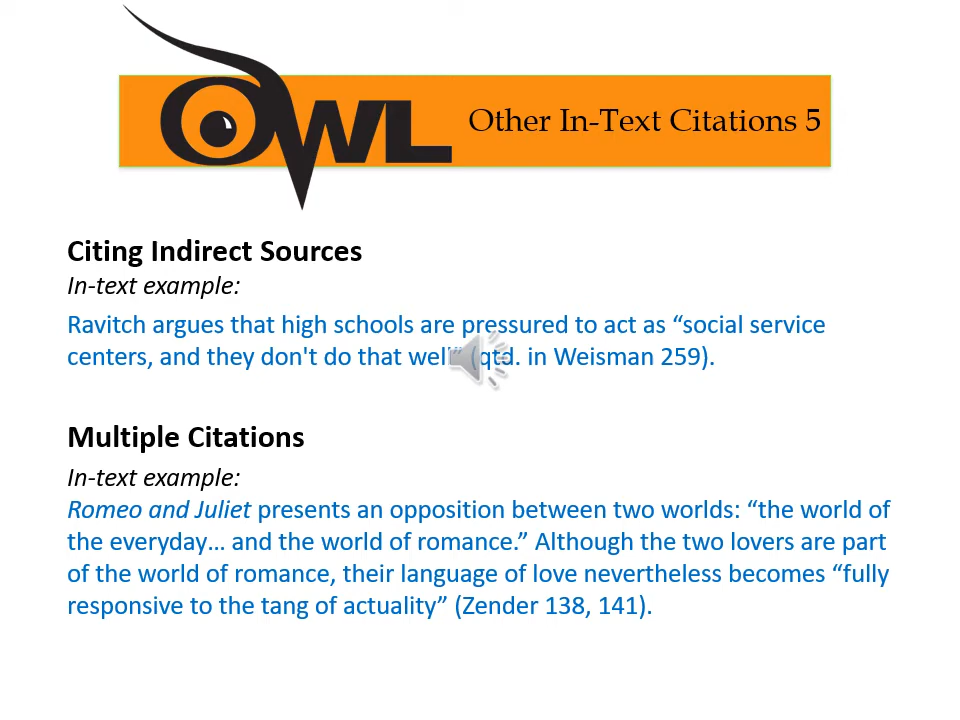 OWL
Other In-Text Citations 5
Citing Indirect Sources
In-text example:
Ravitch argues that high schools are pressured to act as “social service
centers, and they don't do that well” (qtd. in Weisman 259).
Multiple Citations
In-text example:
Romeo and Juliet presents an opposition between two worlds: “the world of
the everyday… and the world of romance.” Although the two lovers are part
of the world of romance, their language of love nevertheless becomes “fully
responsive to the tang of actuality” (Zender 138, 141).